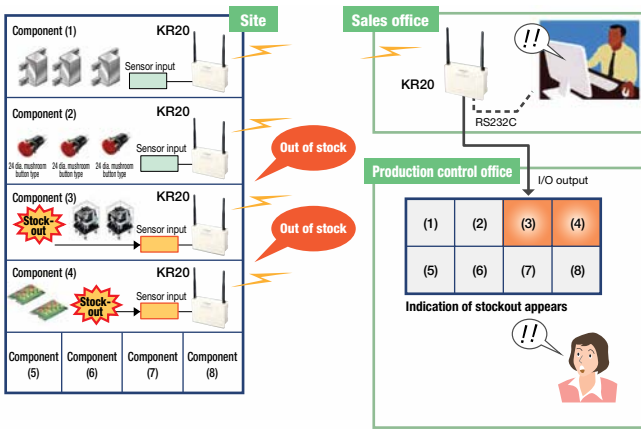 Site
Component (1)
KR20
Sensor input
Component (2)
KR20
Sensor input
24 dia. mushroom
button type
24 dia. mushroom
button type
24 dia. mushroom
button type
Out of stock
Component (3)
KR20
Stock-
out
Sensor input
Out of stock
Component (4)
KR20
Sensor input
Stock-
out
Component
(5)
Component
(6)
Component
(7)
Component
(8)
Sales office
!!
KR20
RS232C
Production control office
I/O output
(1)
(2)
(3)
(4)
(5)
(6)
(7)
(8)
Indication of stockout appears
!!